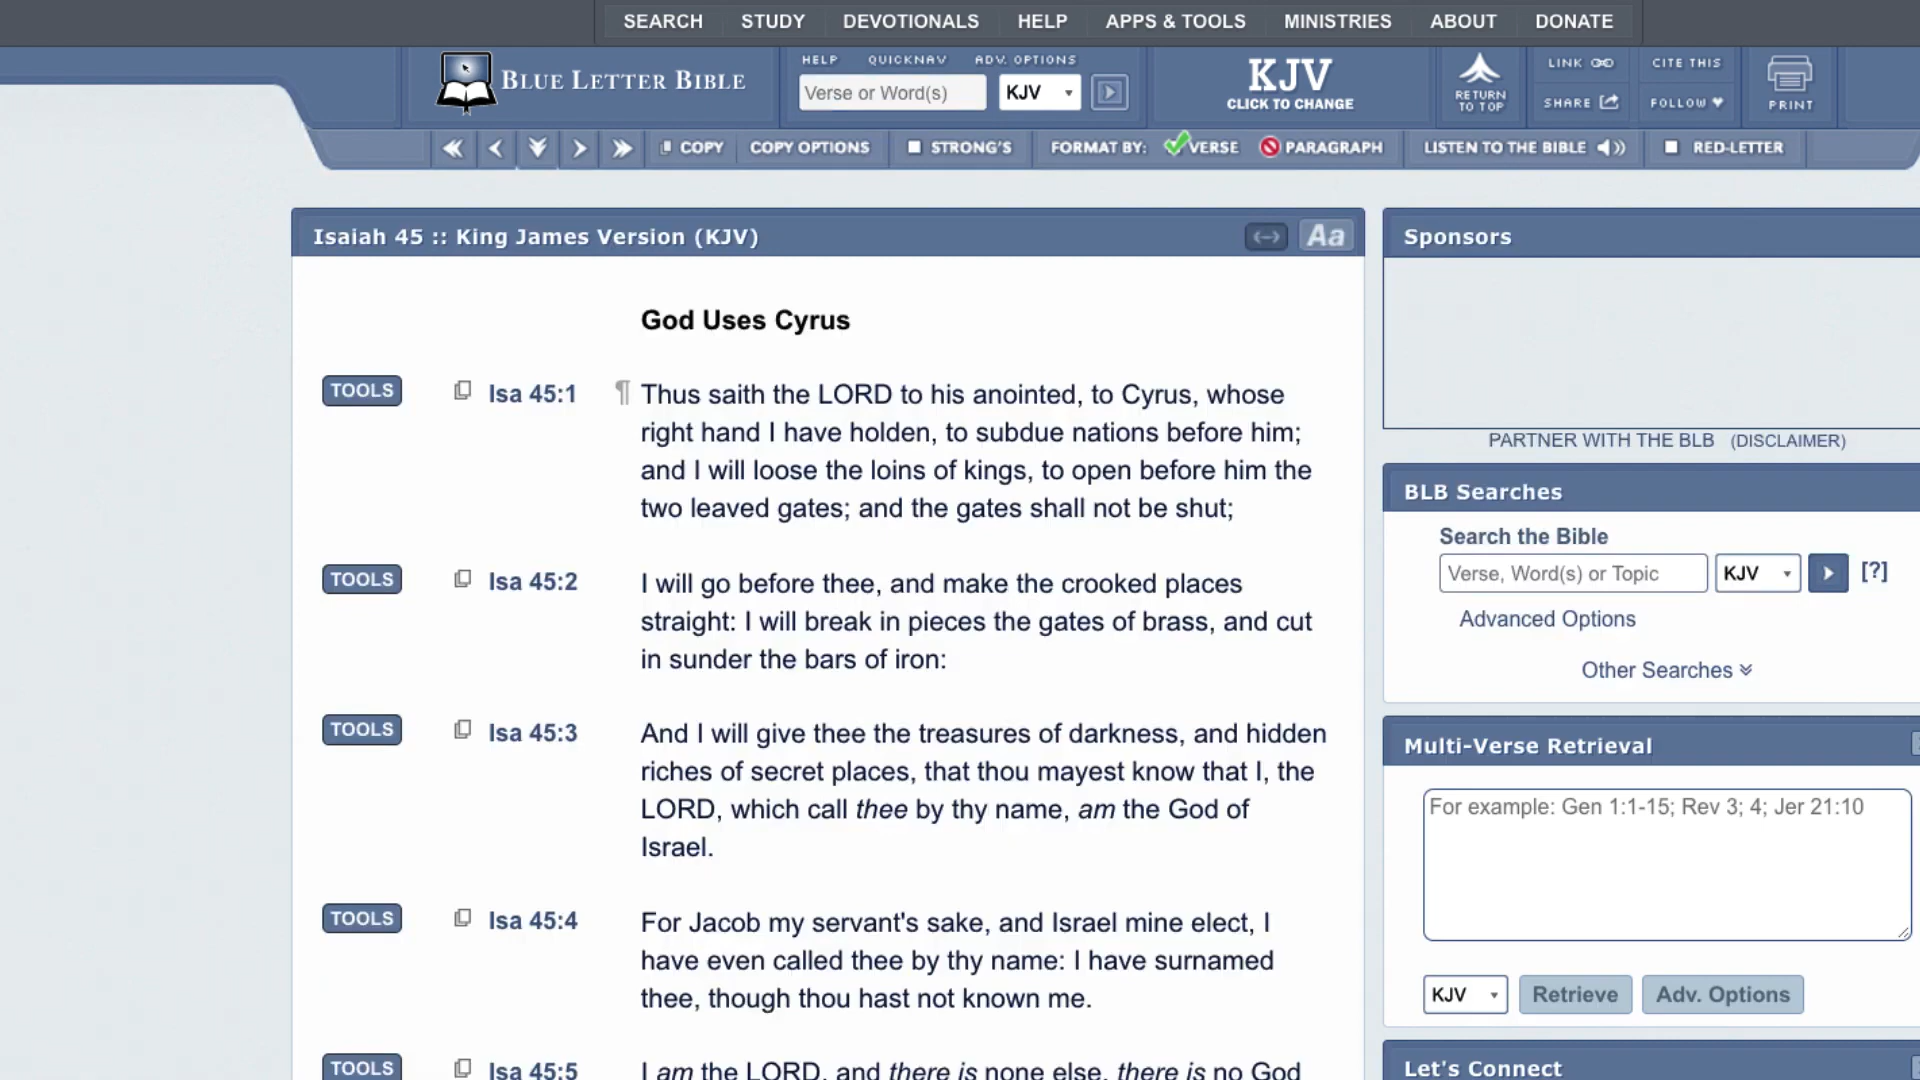 SEARCH STUDY DEVOTIONALS HELP APPS & TOOLS MINISTRIES ABOUT DONATE
BLUE LETTER BIBLE
HELP QUICKNAV ADV. OPTIONS
Verse or Word(s) KJV
KJV
CLICK TO CHANGE
RETURN
TO TOP
LINK
SHARE
CITE THIS
FOLLOW
PRINT
COPY COPY OPTIONS STRONG'S FORMAT BY: VERSE PARAGRAPH LISTEN TO THE BIBLE RED-LETTER
Isaiah 45 :: King James Version (KJV) Aa
God Uses Cyrus
TOOLS Isa 45:1 ¶ Thus saith the LORD to his anointed, to Cyrus, whose
right hand I have holden, to subdue nations before him;
and I will loose the loins of kings, to open before him the
two leaved gates; and the gates shall not be shut;
TOOLS Isa 45:2 I will go before thee, and make the crooked places
straight: I will break in pieces the gates of brass, and cut
in sunder the bars of iron:
TOOLS Isa 45:3 And I will give thee the treasures of darkness, and hidden
riches of secret places, that thou mayest know that I, the
LORD, which call thee by thy name, am the God of
Israel.
TOOLS Isa 45:4 For Jacob my servant's sake, and Israel mine elect, I
have even called thee by thy name: I have surnamed
thee, though thou hast not known me.
TOOLS Isa 45:5 I am the LORD, and there is none else, there is no God
Sponsors
PARTNER WITH THE BLB (DISCLAIMER)
BLB Searches
Search the Bible
Verse, Word(s) or Topic KJV [?]
Advanced Options
Other Searches
Multi-Verse Retrieval
For example: Gen 1:1-15; Rev 3; 4; Jer 21:10
KJV Retrieve Adv. Options
Let's Connect